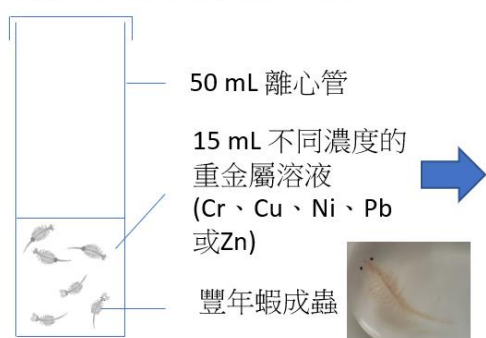 50 mL 離心管
15 mL 不同濃度的
重金屬溶液
(Cr、Cu、Ni、Pb
或Zn)
豐年蝦成蟲